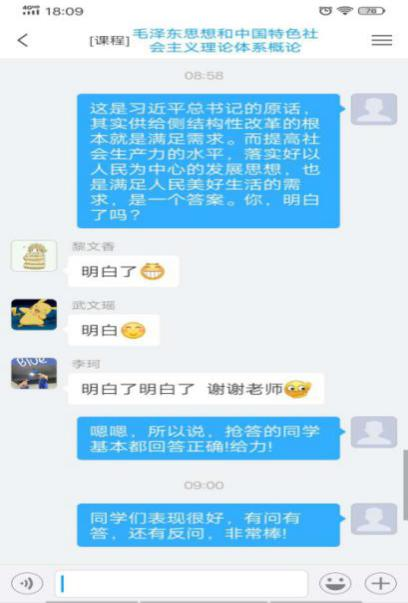 4G 18:09 70
[课程] 毛泽东思想和中国特色社
会主义理论体系概论
08:58
这是习近平总书记的原话，
其实供给侧结构性改革的根
本就是满足需求。而提高社
会生产力的水平，落实好以
人民为中心的发展思想，也
是满足人民美好生活的需
求，是一个答案。你，明白
了吗？
黎文香
明白了
武文瑶
明白
李珂
BLUE
明白了明白了 谢谢老师
嗯嗯，所以说，抢答的同学
基本都回答正确!给力!
09:00
同学们表现很好，有问有
答，还有反问，非常棒!